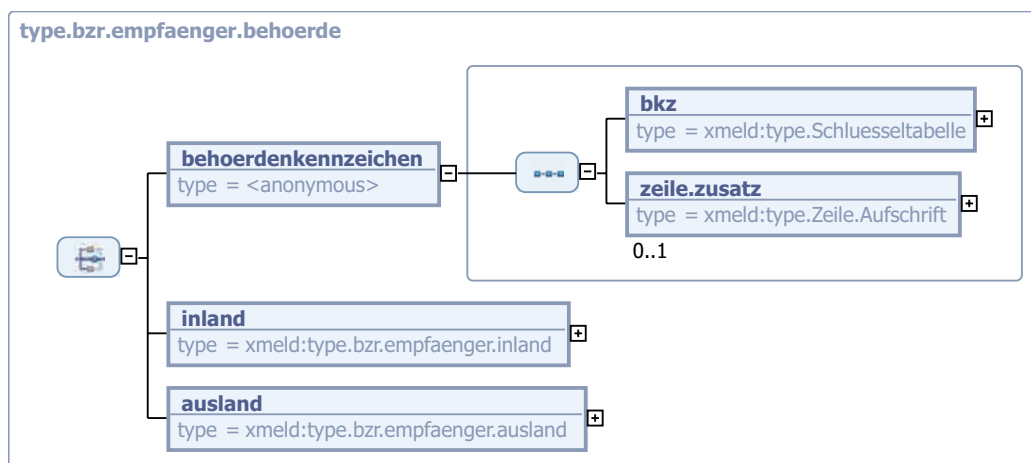 type.bzr.empfaenger.behoerde
bkz
type = xmeld:type.Schluesseltabelle
behoerdenkennzeichen
type = <anonymous>
zeile.zusatz
type = xmeld:type.Zeile.Aufschrift
0..1
inland
type = xmeld:type.bzr.empfaenger.inland
ausland
type = xmeld:type.bzr.empfaenger.ausland